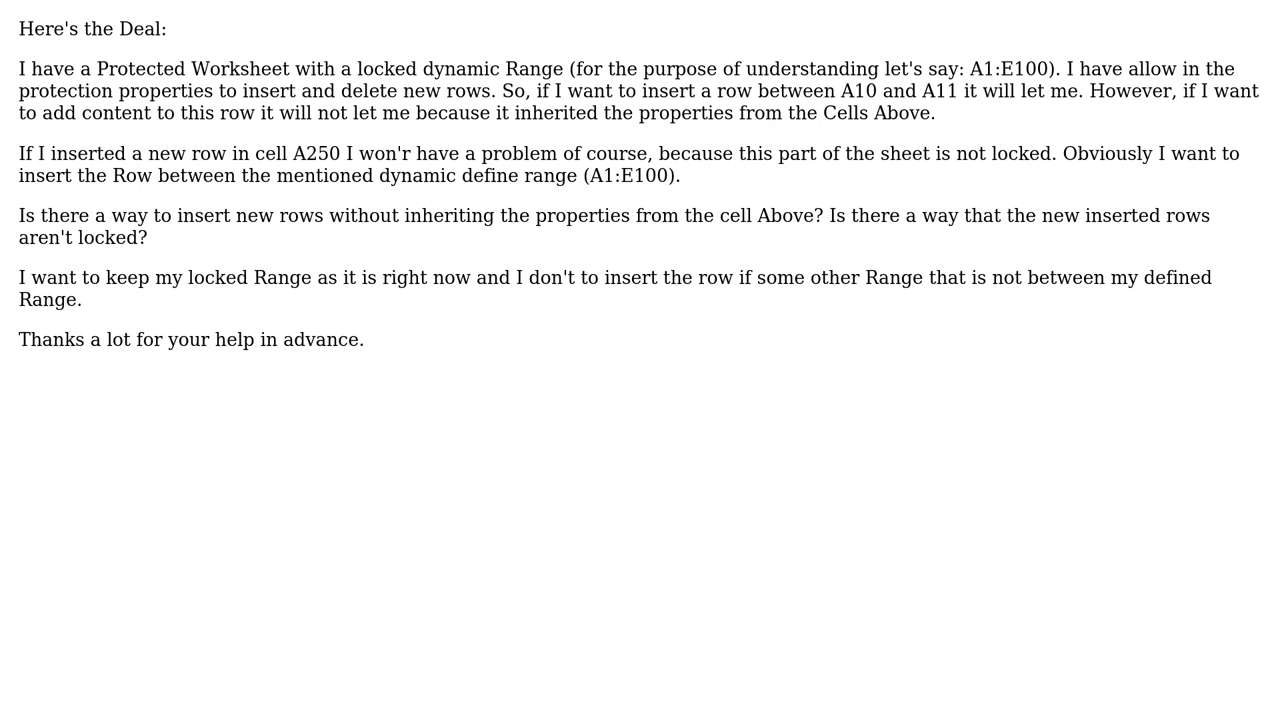 Here's the Deal:
I have a Protected Worksheet with a locked dynamic Range (for the purpose of understanding let's say: A1:E100). I have allow in the
protection properties to insert and delete new rows. So, if I want to insert a row between A10 and A11 it will let me. However, if I want
to add content to this row it will not let me because it inherited the properties from the Cells Above.
If I inserted a new row in cell A250 I won'r have a problem of course, because this part of the sheet is not locked. Obviously I want to
insert the Row between the mentioned dynamic define range (A1:E100).
Is there a way to insert new rows without inheriting the properties from the cell Above? Is there a way that the new inserted rows
aren't locked?
I want to keep my locked Range as it is right now and I don't to insert the row if some other Range that is not between my defined
Range.
Thanks a lot for your help in advance.